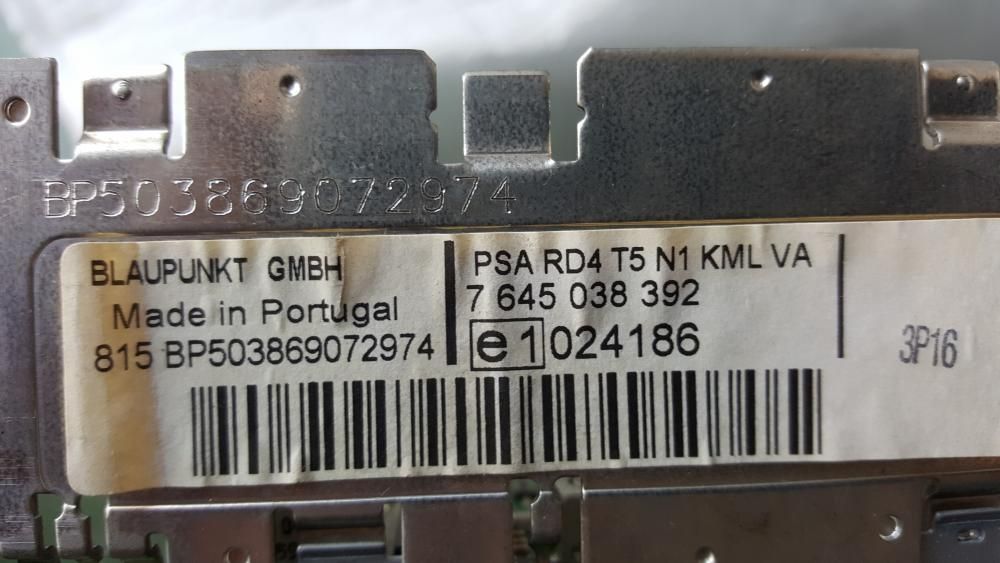 BP503869072974
BLAUPUNKT GMBH
Made in Portugal
815 BP503869072974
PSA RD4 T5 N1 KML VA
7 645 038 392
e1 024186
3P16